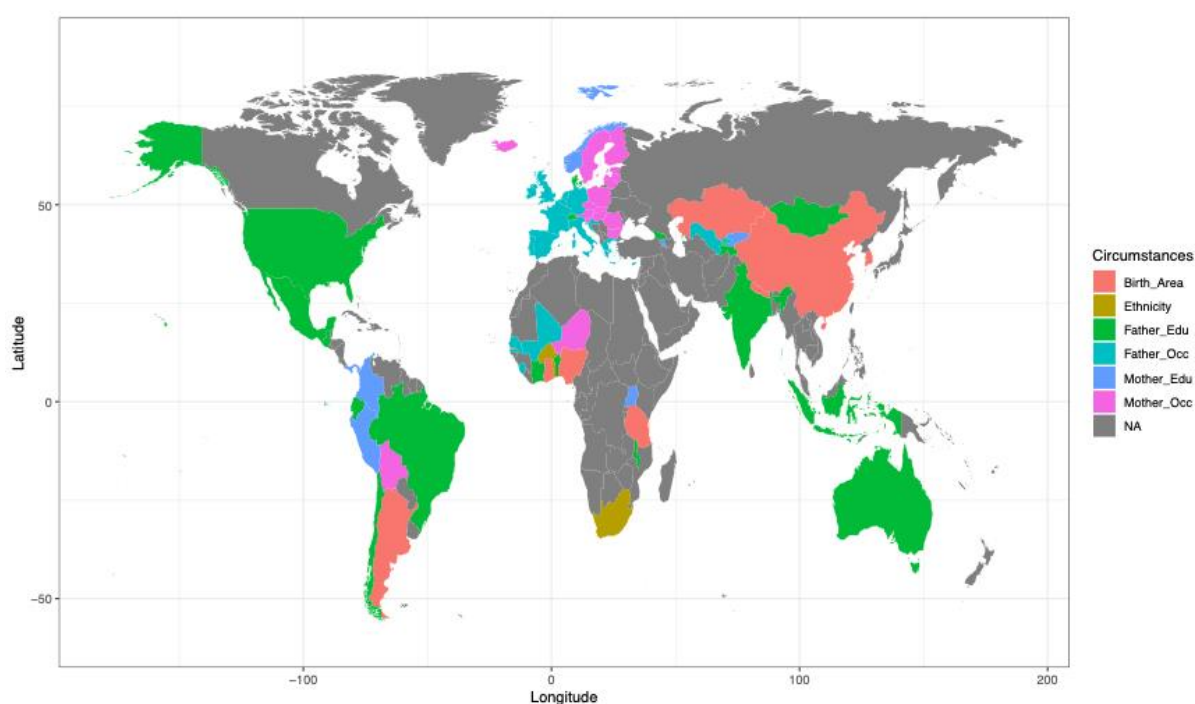 50
0
−50
Latitude
−100
0
100
200
Longitude
Circumstances
Birth_Area
Ethnicity
Father_Edu
Father_Occ
Mother_Edu
Mother_Occ
NA